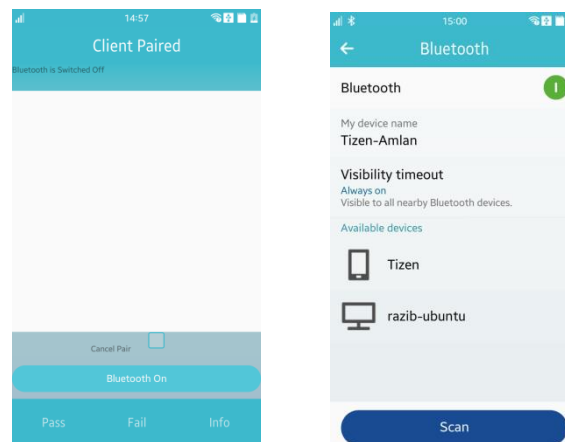 14:57
Client Paired
Bluetooth is Switched Off
Cancel Pair
Bluetooth On
Pass Fail Info
15:00
Bluetooth
Bluetooth
My device name
Tizen-Amlan
Visibility timeout
Always on
Visible to all nearby Bluetooth devices.
Available devices
Tizen
razib-ubuntu
Scan